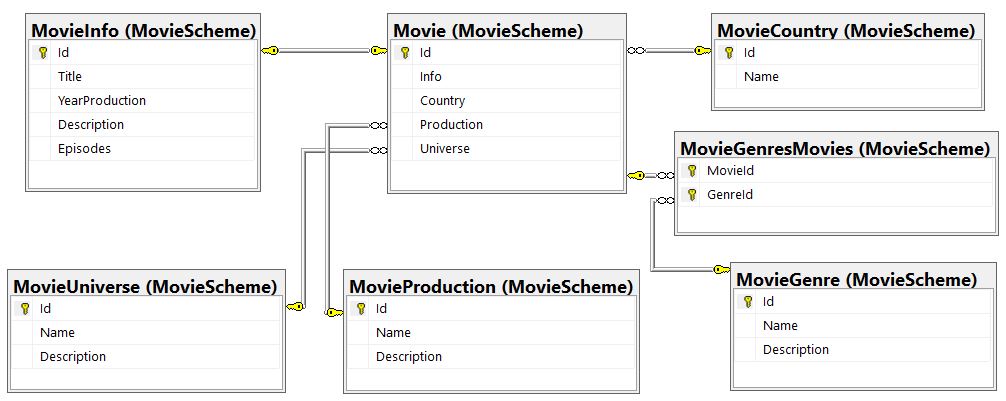 MovieInfo (MovieScheme)
Id
Title
YearProduction
Description
Episodes
Movie (MovieScheme)
Id
Info
Country
Production
Universe
MovieCountry (MovieScheme)
Id
Name
MovieGenresMovies (MovieScheme)
MovieId
GenreId
MovieUniverse (MovieScheme)
Id
Name
Description
MovieProduction (MovieScheme)
Id
Name
Description
MovieGenre (MovieScheme)
Id
Name
Description